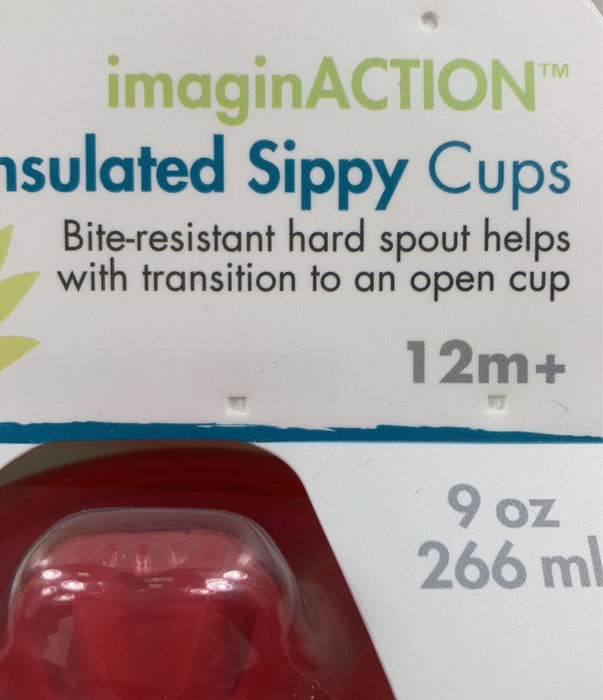 imaginACTION™
nsulated Sippy Cups
Bite-resistant hard spout helps
with transition to an open cup
12m+
9 oz
266 ml